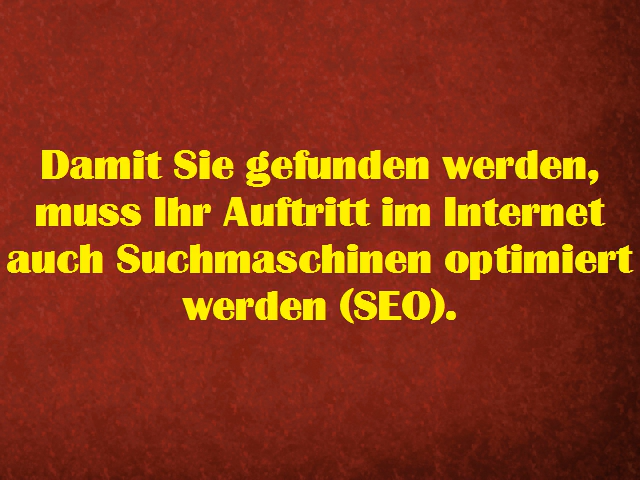 Damit Sie gefunden werden,
muss Ihr Auftritt im Internet
auch Suchmaschinen optimiert
werden (SEO).